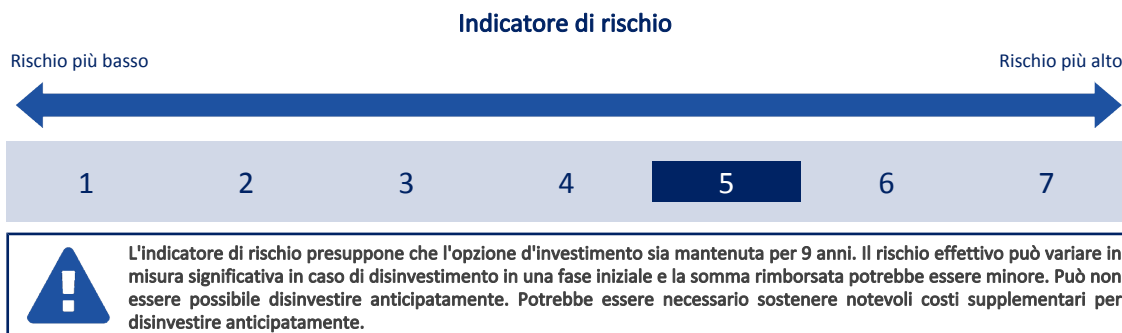 Indicatore di rischio
Rischio più basso
Rischio più alto
1 2 3 4 5 6 7
L'indicatore di rischio presuppone che l'opzione d'investimento sia mantenuta per 9 anni. Il rischio effettivo può variare in
misura significativa in caso di disinvestimento in una fase iniziale e la somma rimborsata potrebbe essere minore. Può non
essere possibile disinvestire anticipatamente. Potrebbe essere necessario sostenere notevoli costi supplementari per
disinvestire anticipatamente.